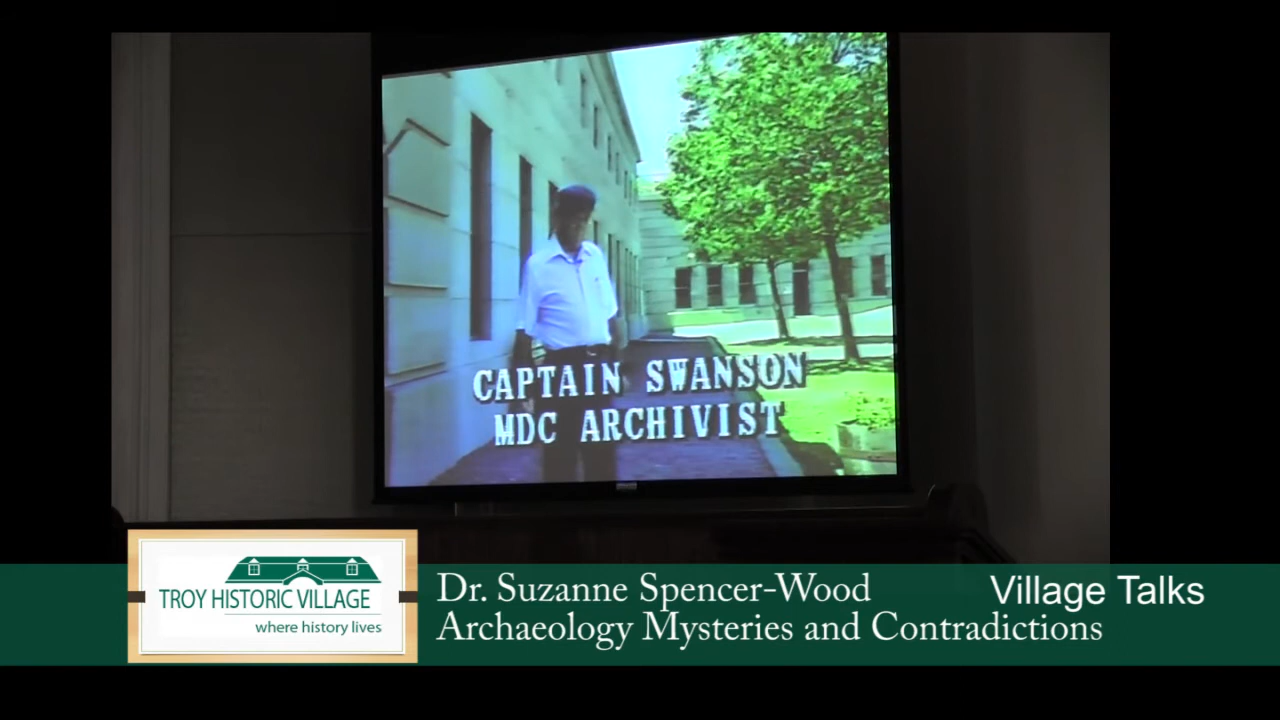 CAPTAIN SWANSON
MDC ARCHIVIST
TROY HISTORIC VILLAGE
where history lives
Dr. Suzanne Spencer-Wood
Archaeology Mysteries and Contradictions
Village Talks